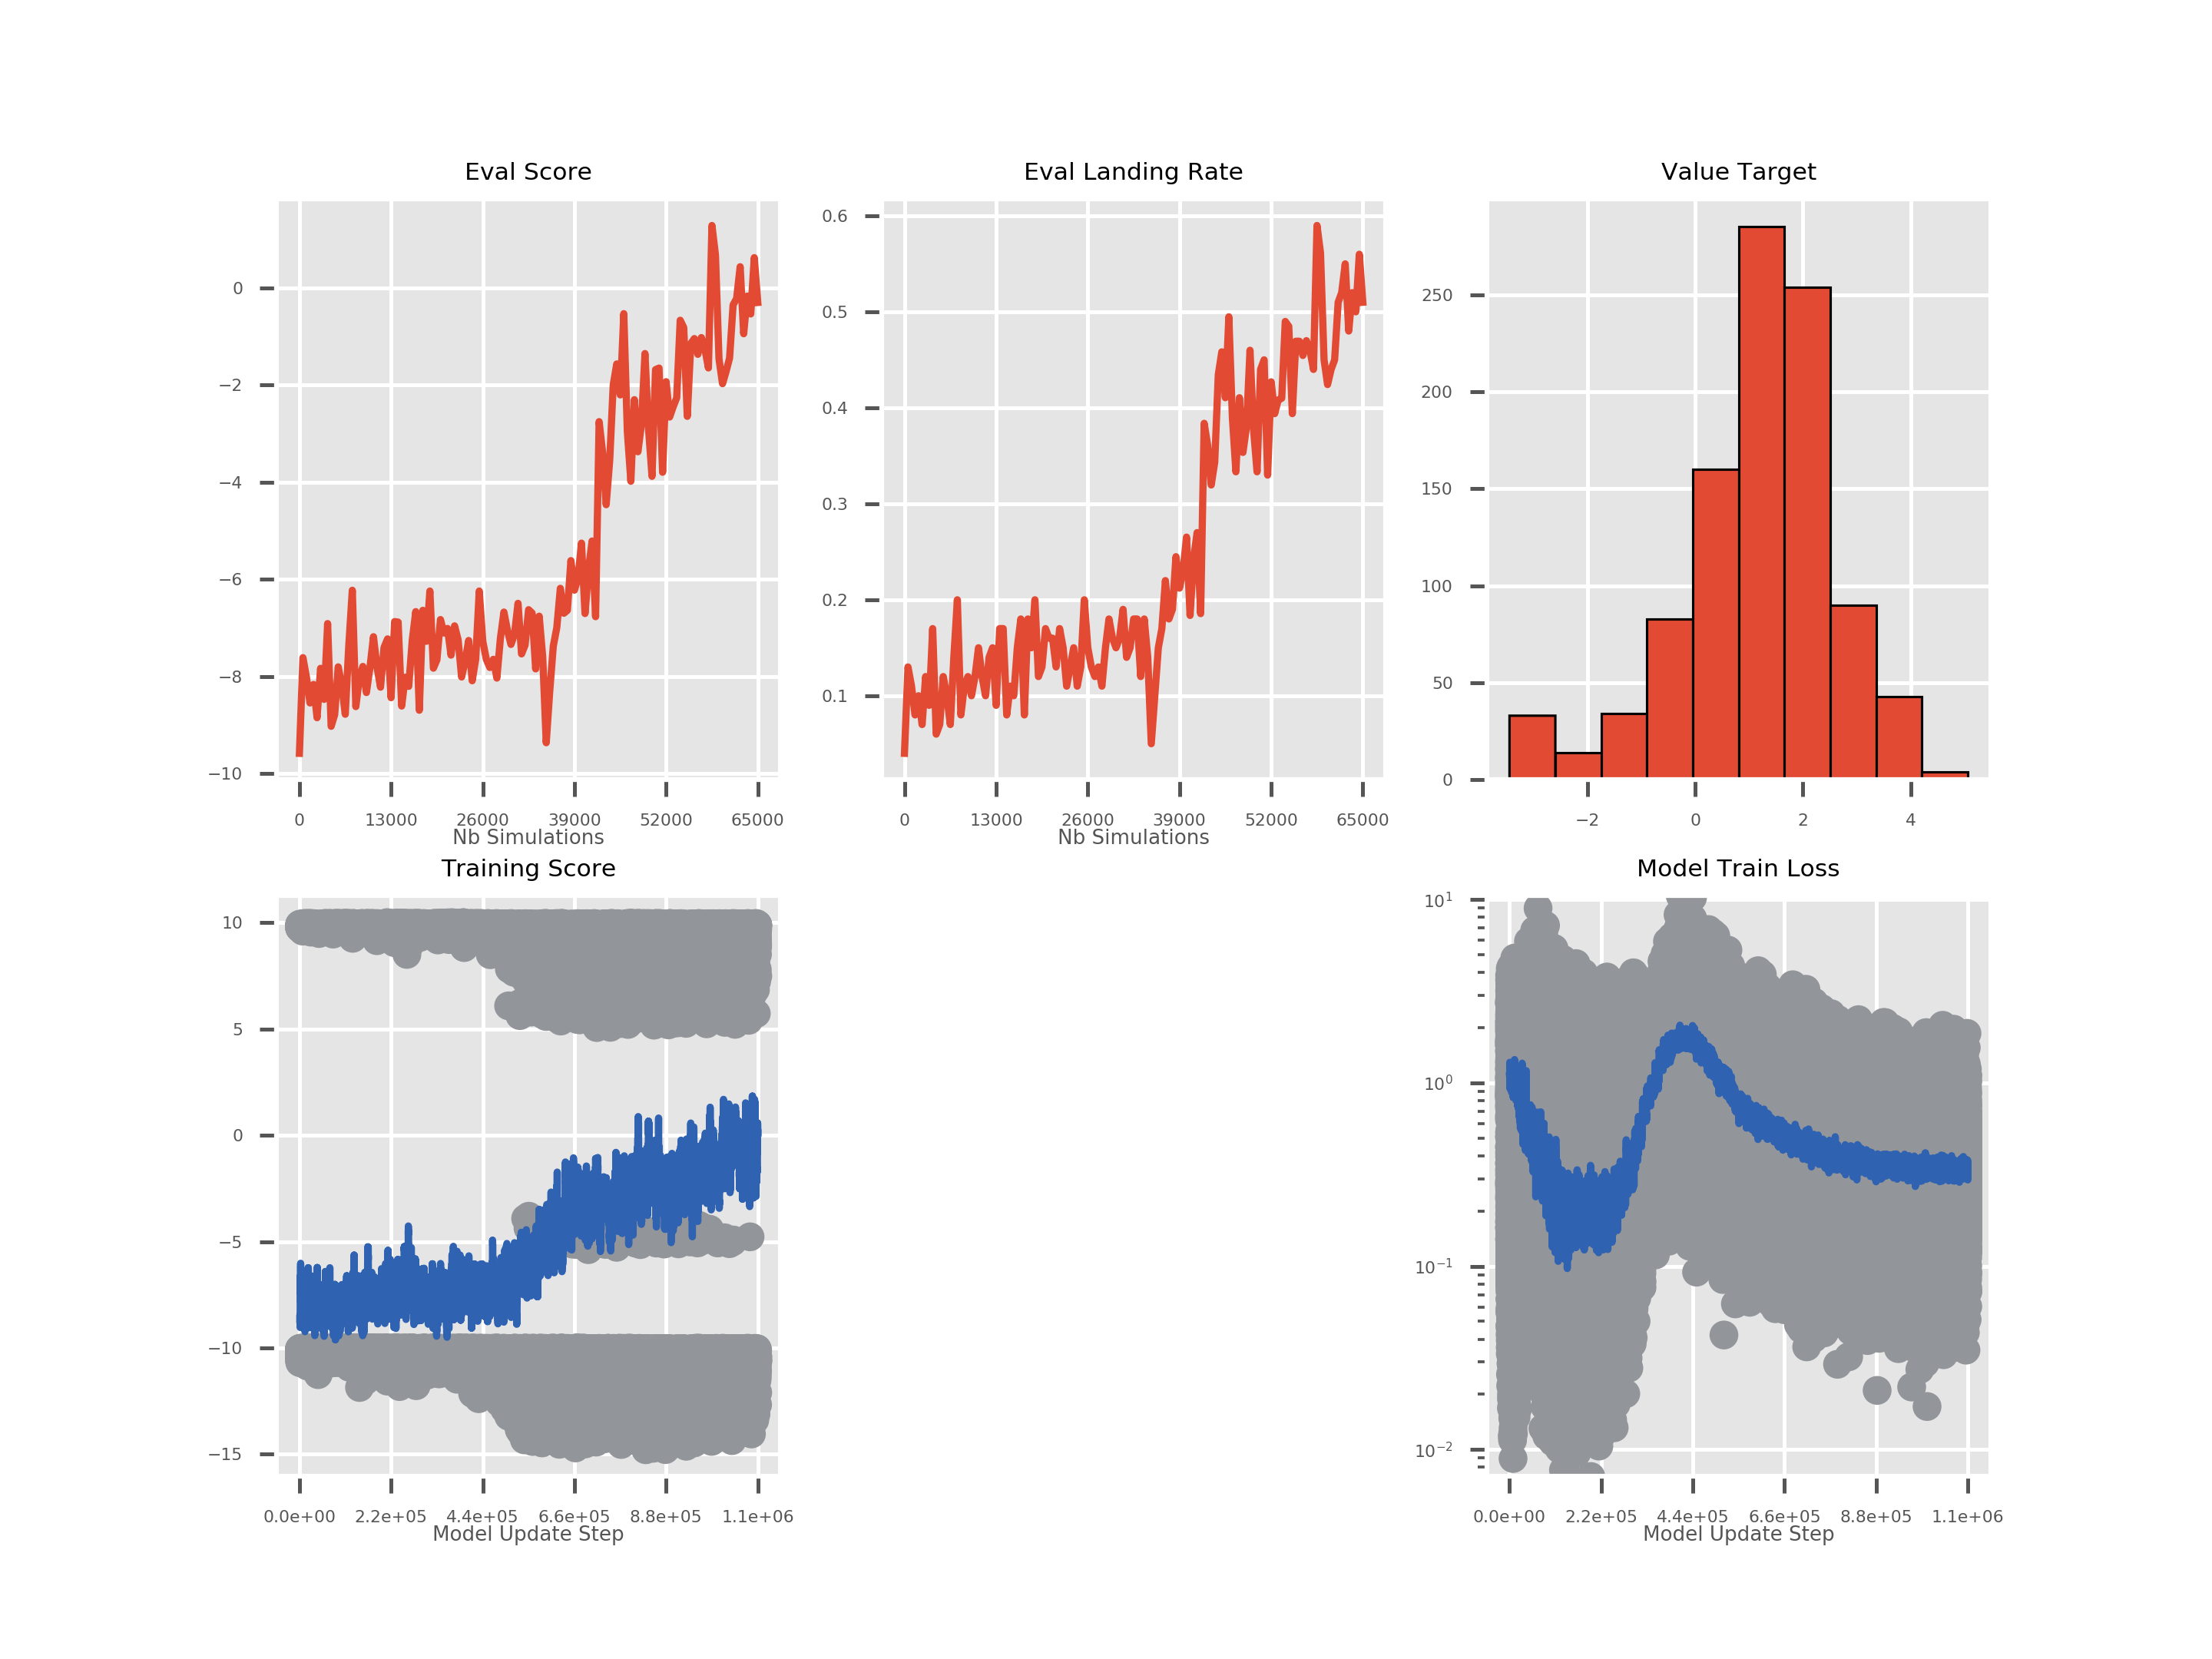 Eval Score
0
−2
−4
−6
−8
−10
0 13000 26000 39000 52000 65000
Nb Simulations
Eval Landing Rate
0.6
0.5
0.4
0.3
0.2
0.1
0 13000 26000 39000 52000 65000
Nb Simulations
Value Target
250
200
150
100
50
0
−2 0 2 4
Training Score
10
5
0
−5
−10
−15
0.0e+00 2.2e+05 4.4e+05 6.6e+05 8.8e+05 1.1e+06
Model Update Step
Model Train Loss
10¹
10⁰
10⁻¹
10⁻²
0.0e+00 2.2e+05 4.4e+05 6.6e+05 8.8e+05 1.1e+06
Model Update Step